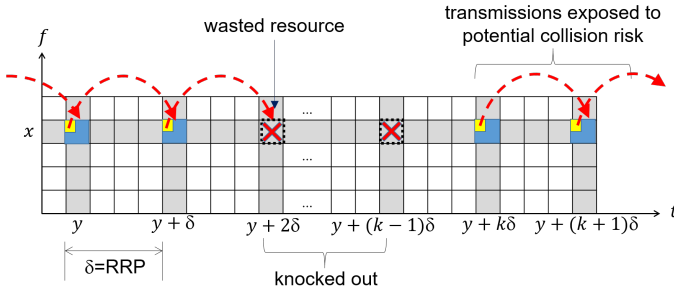 transmissions exposed to
potential collision risk
wasted resource
f
...
x
...
t
y
y + δ
y + 2δ
y + (k − 1)δ
y + kδ
y + (k + 1)δ
δ=RRP
knocked out